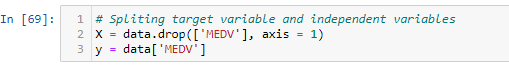 In [69]:
1 # Spliting target variable and independent variables
2 X = data.drop(['MEDV'], axis = 1)
3 y = data['MEDV']